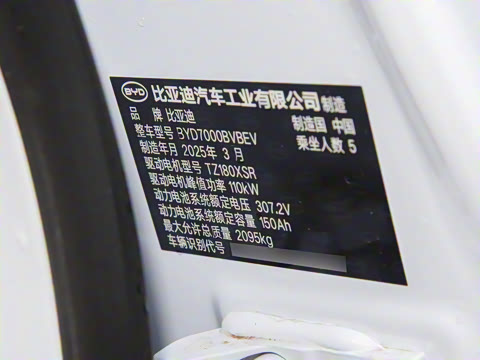 BYD 比亚迪汽车工业有限公司 制造
品 牌 比亚迪 制造国 中国
整车型号 BYD7000BVBEV 乘坐人数 5
制造年月 2025年 3 月
驱动电机型号 TZ180XSR
驱动电机峰值功率 110kW
动力电池系统额定电压 307.2V
动力电池系统额定容量 150Ah
最大允许总质量 2095kg
车辆识别代号